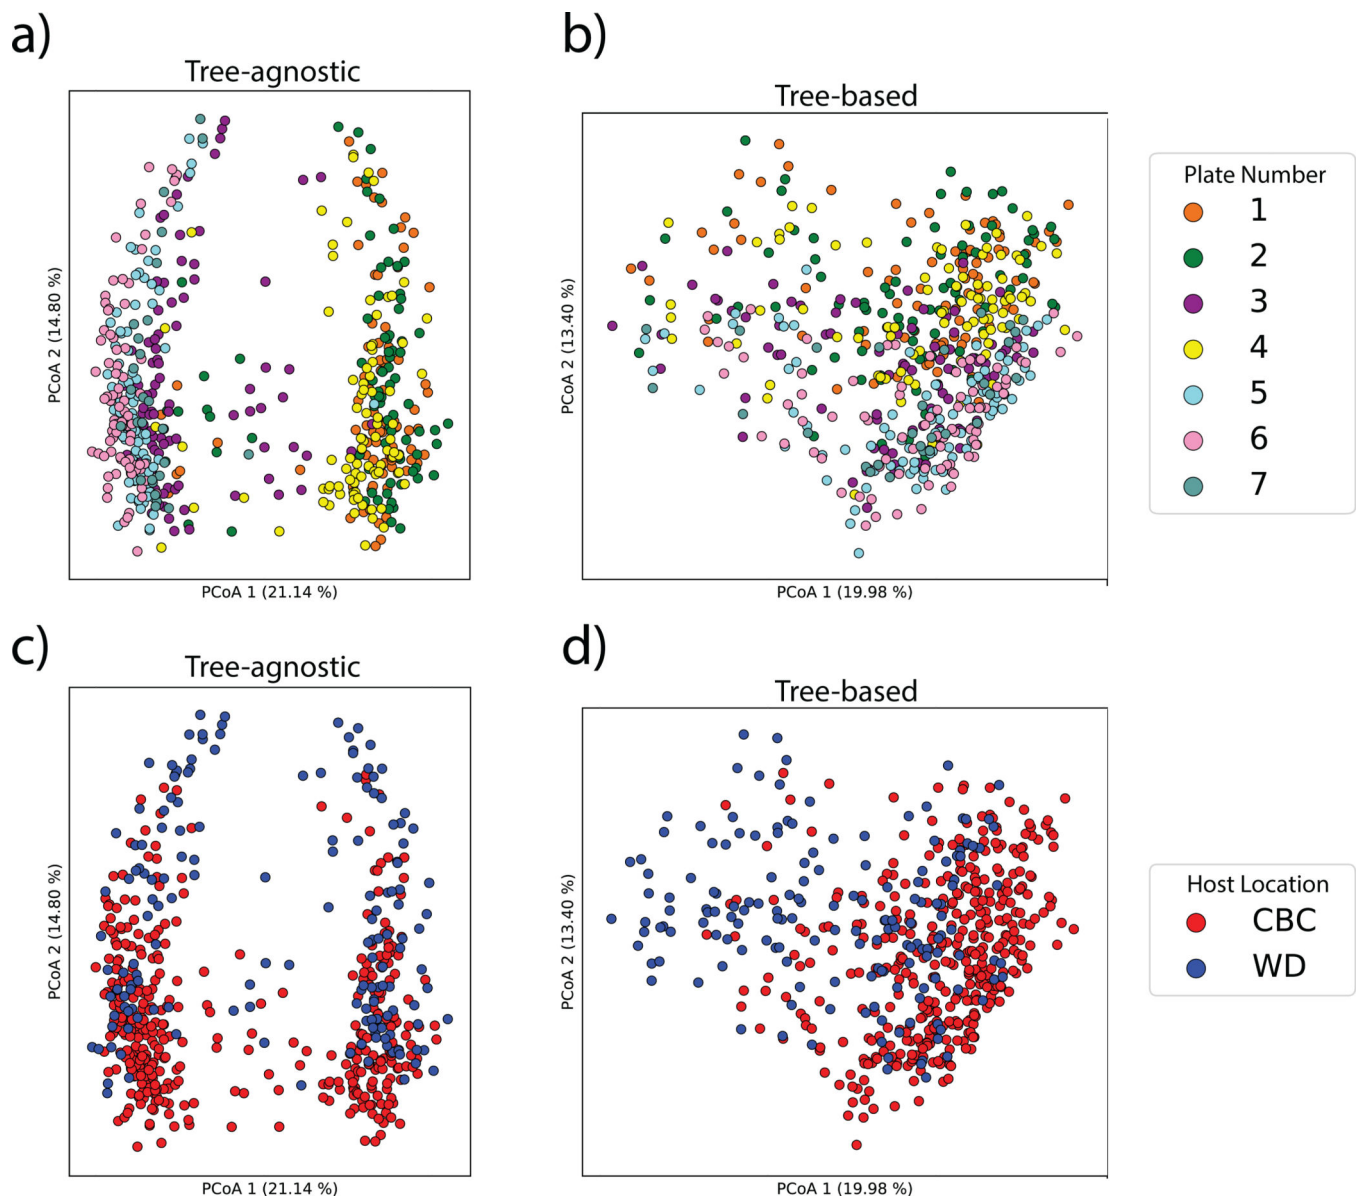 a)
Tree-agnostic
PCoA 2 (14.80 %)
PCoA 1 (21.14 %)
b)
Tree-based
PCoA 2 (13.40 %)
PCoA 1 (19.98 %)
Plate Number
1
2
3
4
5
6
7
c)
Tree-agnostic
PCoA 2 (14.80 %)
PCoA 1 (21.14 %)
d)
Tree-based
PCoA 2 (13.40 %)
PCoA 1 (19.98 %)
Host Location
CBC
WD